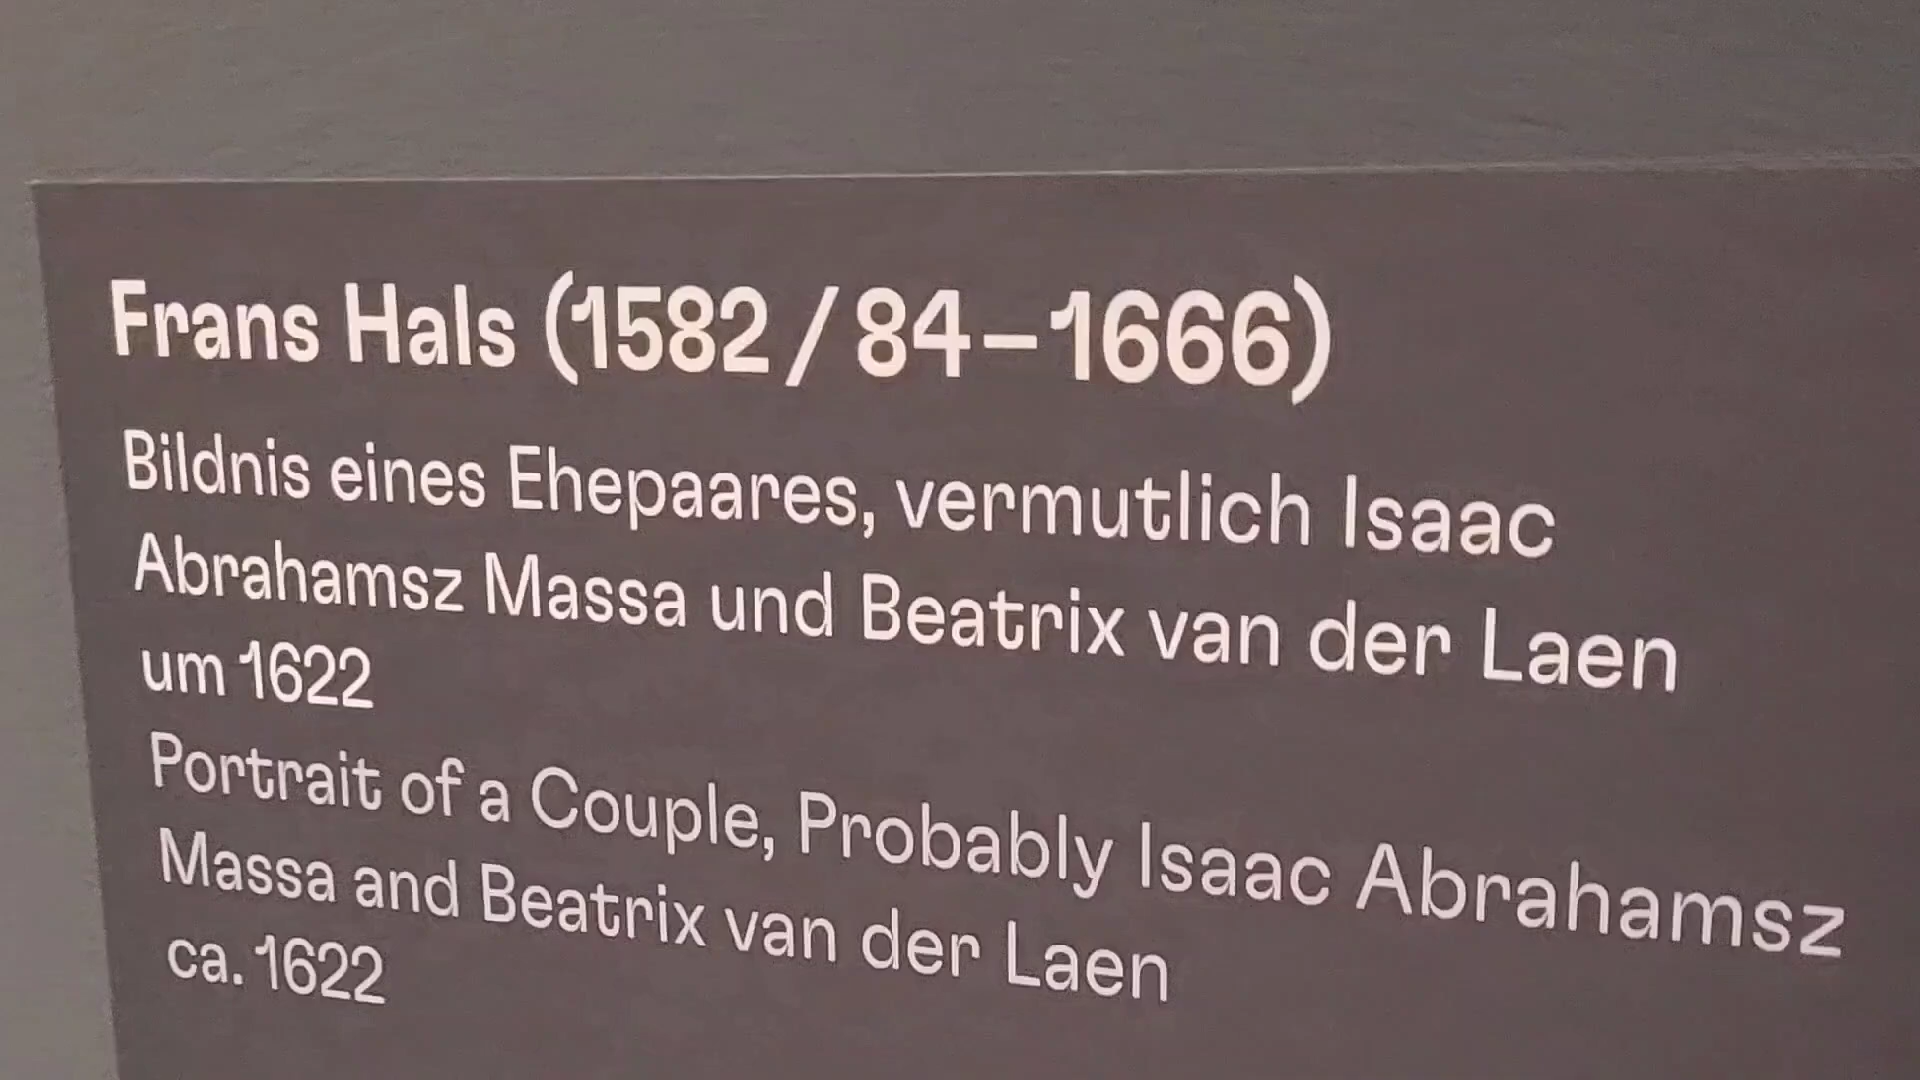 Frans Hals (1582 / 84–1666)
Bildnis eines Ehepaares, vermutlich Isaac
Abrahamsz Massa und Beatrix van der Laen
um 1622
Portrait of a Couple, Probably Isaac Abrahamsz
Massa and Beatrix van der Laen
ca. 1622